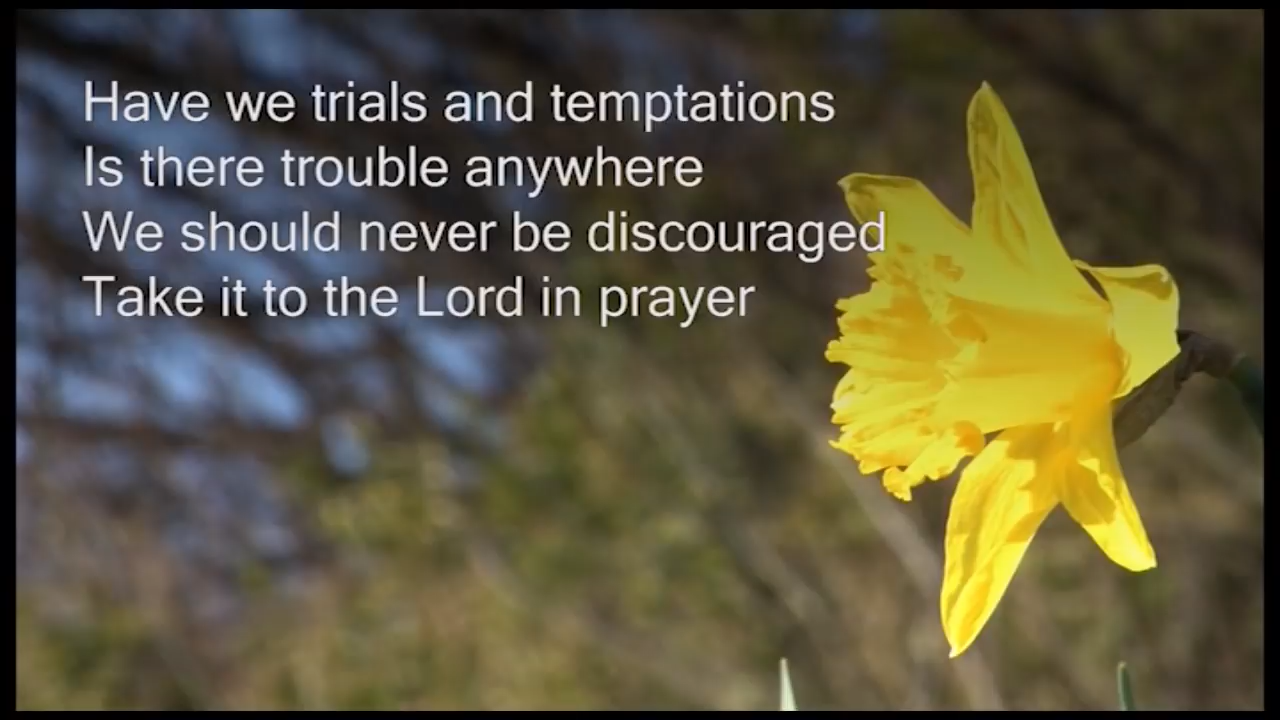 Have we trials and temptations
Is there trouble anywhere
We should never be discouraged
Take it to the Lord in prayer